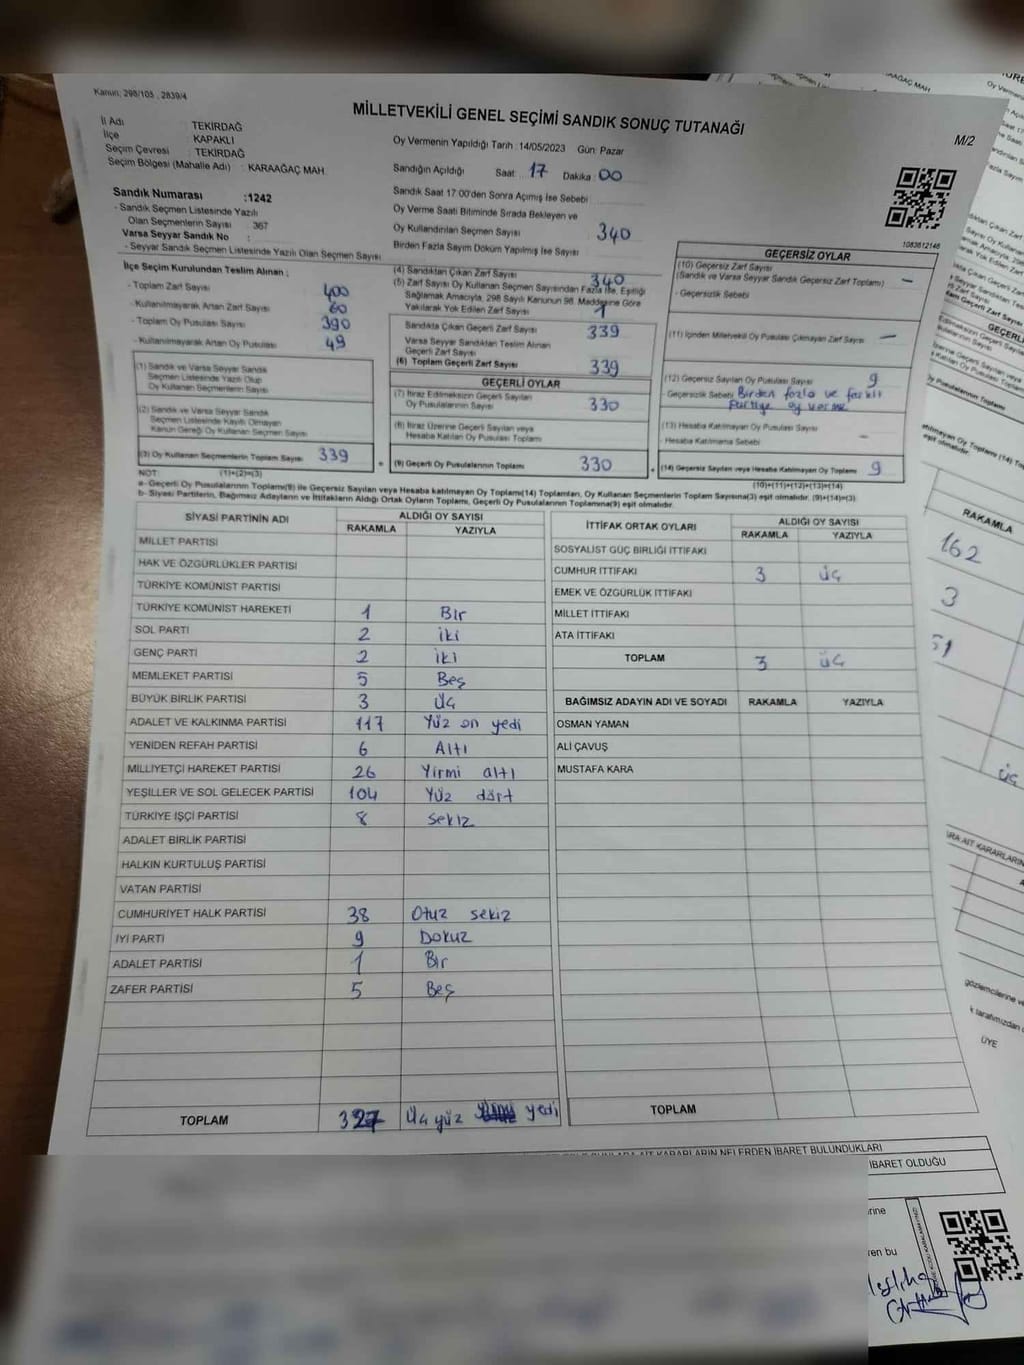 Kanun: 298/105 , 2839/4
MİLLETVEKİLİ GENEL SEÇİMİ SANDIK SONUÇ TUTANAĞI
M/2
İl Adı : TEKİRDAĞ
İlçe : KAPAKLI
Seçim Çevresi : TEKİRDAĞ
Seçim Bölgesi (Mahalle Adı) : KARAAĞAÇ MAH
Sandık Numarası :1242
- Sandık Seçmen Listesinde Yazılı
Olan Seçmenlerin Sayısı : 367
Varsa Seyyar Sandık No :
- Seyyar Sandık Seçmen Listesinde Yazılı Olan Seçmen Sayısı
Oy Vermenin Yapıldığı Tarih :14/05/2023 Gün: Pazar
Sandığın Açıldığı Saat : 17 Dakika : 00
Sandık Saat 17:00'den Sonra Açımış İse Sebebi
Oy Verme Saati Bitiminde Sırada Bekleyen ve
Oy Kullandırılan Seçmen Sayısı : 340
Birden Fazla Sayım Döküm Yapılmış İse Sayısı
1083612146
İlçe Seçim Kurulundan Teslim Alınan ;
- Toplam Zarf Sayısı 400
- Kullanılmayarak Artan Zarf Sayısı 60
- Toplam Oy Pusulası Sayısı 390
- Kullanılmayarak Artan Oy Pusulası 49
(1) Sandık ve Varsa Seyyar Sandık
Seçmen Listesinde Yazılı Olup
Oy Kullanan Seçmenlerin Sayısı
(2) Sandık ve Varsa Seyyar Sandık
Seçmen Listesinde Kayıtlı Olmayan
Kanun Gereği Oy Kullanan Seçmen Sayısı
(3) Oy Kullanan Seçmenlerin Toplam Sayısı 339
NOT: (1)+(2)=(3)
(4) Sandıktan Çıkan Zarf Sayısı 340
(5) Zarf Sayısı Oy Kullanan Seçmen Sayısından Fazla İse, Eşitliği
Sağlamak Amacıyla, 298 Sayılı Kanunun 98. Maddesine Göre
Yakılarak Yok Edilen Zarf Sayısı 1
Sandıkta Çıkan Geçerli Zarf Sayısı 339
Varsa Seyyar Sandıktan Teslim Alınan
Geçerli Zarf Sayısı
(6) Toplam Geçerli Zarf Sayısı 339
GEÇERLİ OYLAR
(7) İtiraz Edilmeksizin Geçerli Sayılan
Oy Pusulalarının Sayısı 330
(8) İtiraz Üzerine Geçerli Sayılan veya
Hesaba Katılan Oy Pusulası Toplamı
(9) Geçerli Oy Pusulalarının Toplamı 330
GEÇERSİZ OYLAR
(10) Geçersiz Zarf Sayısı
(Sandık ve Varsa Seyyar Sandık Geçersiz Zarf Toplamı) —
- Geçersizlik Sebebi
(11) İçinden Milletvekili Oy Pusulası Çıkmayan Zarf Sayısı —
(12) Geçersiz Sayılan Oy Pusulası Sayısı 9
Geçersizlik Sebebi Birden fazla ve farklı
partiye oy verme
(13) Hesaba Katılmayan Oy Pusulası Sayısı –
Hesaba Katılmama Sebebi
(14) Geçersiz Sayılan veya Hesaba Katılmayan Oy Toplamı 9
(10)+(11)+(12)+(13)=(14)
a- Geçerli Oy Pusulalarının Toplamı(9) ile Geçersiz Sayılan veya Hesaba katılmayan Oy Toplamı(14) Toplamları, Oy Kullanan Seçmenlerin Toplam Sayısına(3) eşit olmalıdır. (9)+(14)=(3)
b- Siyasi Partilerin, Bağımsız Adayların ve İttifakların Aldığı Ortak Oyların Toplamı, Geçerli Oy Pusulalarının Toplamına(9) eşit olmalıdır.
SİYASİ PARTİNİN ADI ALDIĞI OY SAYISI
RAKAMLA YAZIYLA
MİLLET PARTİSİ
HAK VE ÖZGÜRLÜKLER PARTİSİ
TÜRKİYE KOMÜNİST PARTİSİ
TÜRKİYE KOMÜNİST HAREKETİ 1 Bir
SOL PARTİ 2 iki
GENÇ PARTİ 2 iki
MEMLEKET PARTİSİ 5 Beş
BÜYÜK BİRLİK PARTİSİ 3 Üç
ADALET VE KALKINMA PARTİSİ 117 Yüz on yedi
YENİDEN REFAH PARTİSİ 6 Altı
MİLLİYETÇİ HAREKET PARTİSİ 26 Yirmi altı
YEŞİLLER VE SOL GELECEK PARTİSİ 104 Yüz dört
TÜRKİYE İŞÇİ PARTİSİ 8 Sekiz
ADALET BİRLİK PARTİSİ
HALKIN KURTULUŞ PARTİSİ
VATAN PARTİSİ
CUMHURİYET HALK PARTİSİ 38 Otuz sekiz
İYİ PARTİ 9 Dokuz
ADALET PARTİSİ 1 Bir
ZAFER PARTİSİ 5 Beş
TOPLAM 327 Üç yüz yedi
İTTİFAK ORTAK OYLARI ALDIĞI OY SAYISI
RAKAMLA YAZIYLA
SOSYALİST GÜÇ BİRLİĞİ İTTİFAKI
CUMHUR İTTİFAKI 3 Üç
EMEK VE ÖZGÜRLÜK İTTİFAKI
MİLLET İTTİFAKI
ATA İTTİFAKI
TOPLAM 3 Üç
BAĞIMSIZ ADAYIN ADI VE SOYADI RAKAMLA YAZIYLA
OSMAN YAMAN
ALİ ÇAVUŞ
MUSTAFA KARA
TOPLAM
RAKAMLA
162
3
51
üç
gözlemcilerine
ÜYE
NELERDEN İBARET BULUNDUKLARI
İBARET OLDUĞU